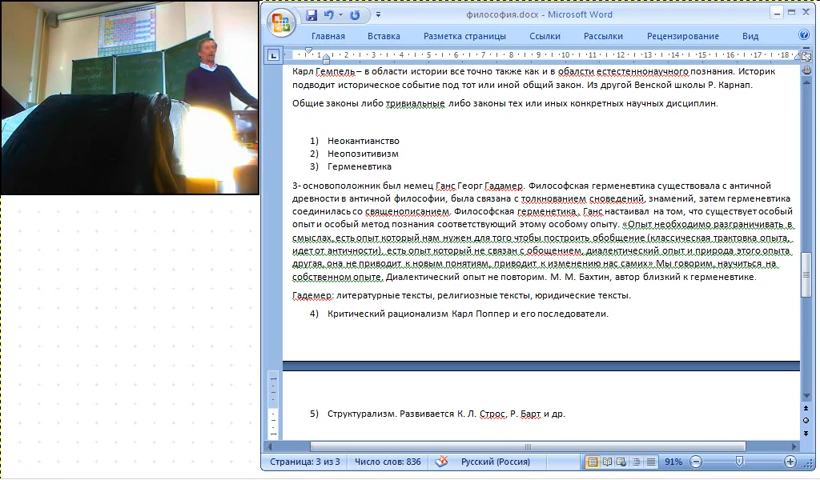 философия.docx - Microsoft Word
Главная Вставка Разметка страницы Ссылки Рассылки Рецензирование Вид
Карл Гемпель – в области истории все точно также как и в обалсти естестеннонаучного познания. Историк
подводит историческое событие под тот или иной общий закон. Из другой Венской школы Р. Карнап.
Общие законы либо тривиальные либо законы тех или иных конкретных научных дисциплин.
1) Неокантианство
2) Неопозитивизм
3) Герменевтика
3- основоположник был немец Ганс Георг Гадамер. Философская герменевтика существовала с античной
древности в античной философии, была связана с толкнованием сноведений, знамений, затем герменевтика
соединилась со священописанием. Философская герменетика , Ганс настаивал на том, что существует особый
опыт и особый метод познания соответствующий этому особому опыту. «Опыт необходимо разграничивать в
смыслах, есть опыт который нам нужен для того чтобы построить обобщение (классическая трактовка опыта,
идет от античности), есть опыт который не связан с обощением, диалектический опыт и природа этого опыта
другая, она не приводит к новым понятиям, приводит к изменению нас самих» Мы говорим, научиться на
собственном опыте. Диалектический опыт не повторим. М. М. Бахтин, автор близкий к герменевтике.
Гадемер: литературные тексты, религиозные тексты, юридические тексты.
4) Критический рационализм Карл Поппер и его последователи.
5) Структурализм. Развивается К. Л. Строс, Р. Барт и др.
Страница: 3 из 3 Число слов: 836 Русский (Россия) 91%